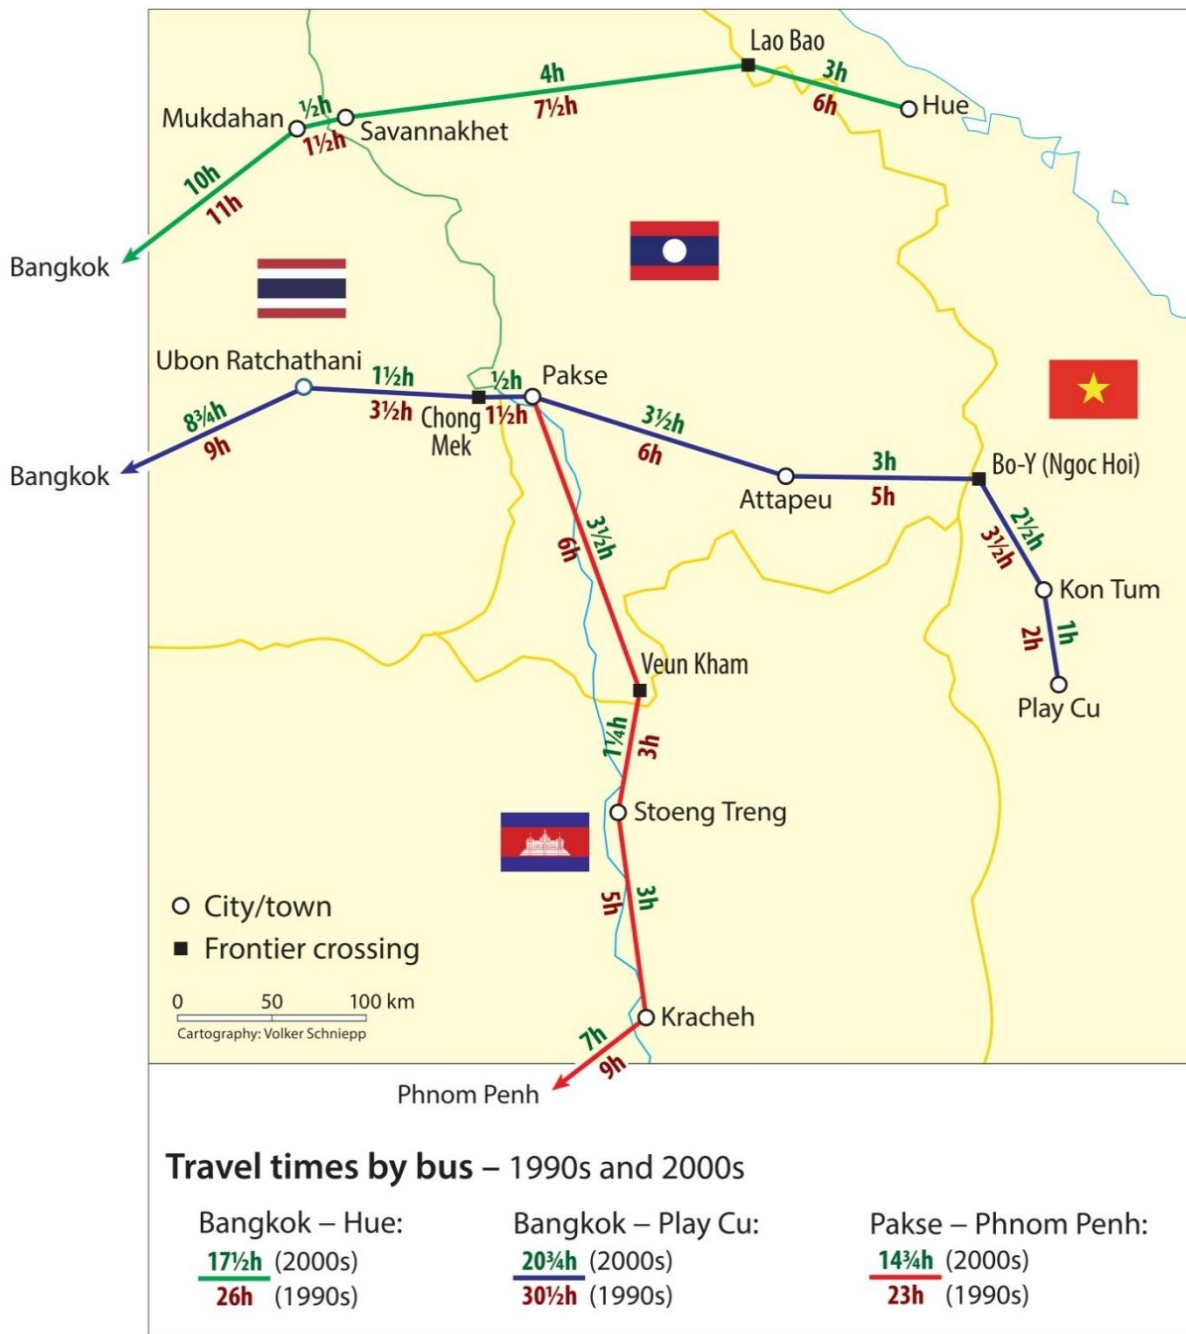 Lao Bao
4h
3h
½h
Mukdahan
Savannakhet
7½h
6h
Hue
1½h
10h
11h
Bangkok
Ubon Ratchathani
1½h
½h
Pakse
8¾h
3½h
Chong
Mek
1½h
3½h
9h
6h
3h
Bo-Y (Ngoc Hoi)
Bangkok
Attapeu
5h
2½h
3½h
3½h
6h
Kon Tum
1h
2h
Veun Kham
Play Cu
1¼h
3h
Stoeng Treng
3h
5h
City/town
Frontier crossing
0 50 100 km
Cartography: Volker Schniepp
Kracheh
7h
9h
Phnom Penh
Travel times by bus – 1990s and 2000s
Bangkok – Hue:
17½h (2000s)
26h (1990s)
Bangkok – Play Cu:
20¾h (2000s)
30½h (1990s)
Pakse – Phnom Penh:
14¾h (2000s)
23h (1990s)